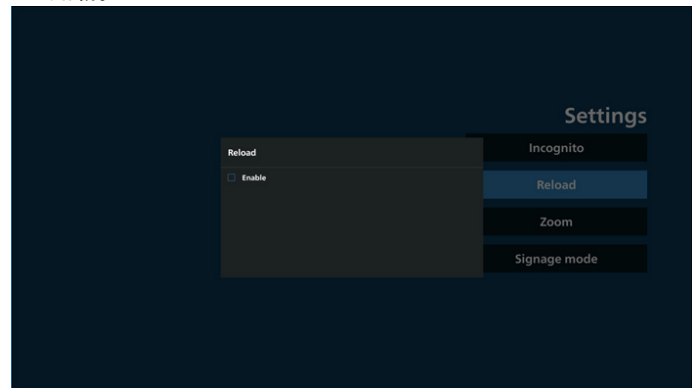 Settings
Incognito
Reload
Zoom
Signage mode
Reload
Enable